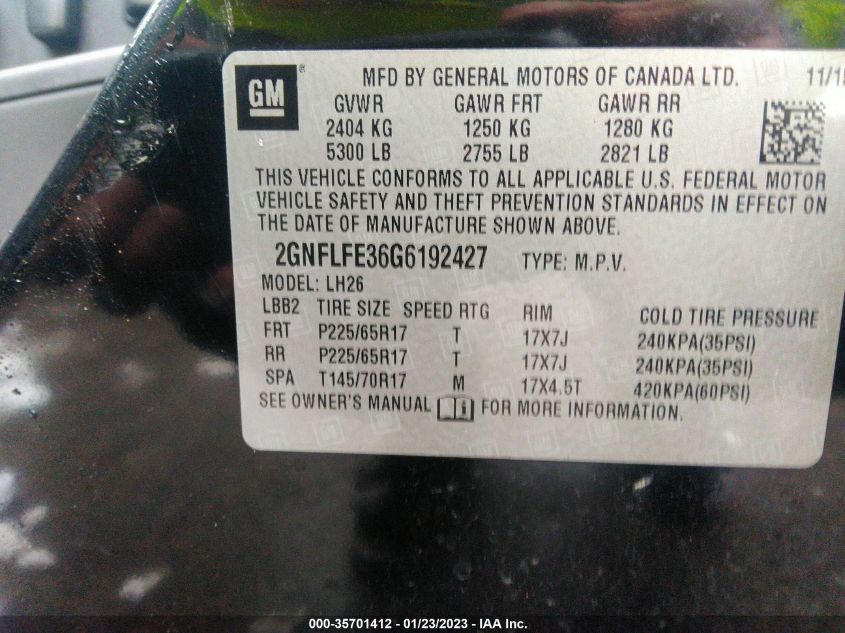 GM MFD BY GENERAL MOTORS OF CANADA LTD. 11/15
GVWR GAWR FRT GAWR RR
2404 KG 1250 KG 1280 KG
5300 LB 2755 LB 2821 LB
THIS VEHICLE CONFORMS TO ALL APPLICABLE U.S. FEDERAL MOTOR
VEHICLE SAFETY AND THEFT PREVENTION STANDARDS IN EFFECT ON
THE DATE OF MANUFACTURE SHOWN ABOVE.
2GNFLFE36G6192427 TYPE: M.P.V.
MODEL: LH26
LBB2 TIRE SIZE SPEED RTG RIM COLD TIRE PRESSURE
FRT P225/65R17 T 17X7J 240KPA(35PSI)
RR P225/65R17 T 17X7J 240KPA(35PSI)
SPA T145/70R17 M 17X4.5T 420KPA(60PSI)
SEE OWNER'S MANUAL FOR MORE INFORMATION.
000-35701412 - 01/23/2023 - IAA Inc.